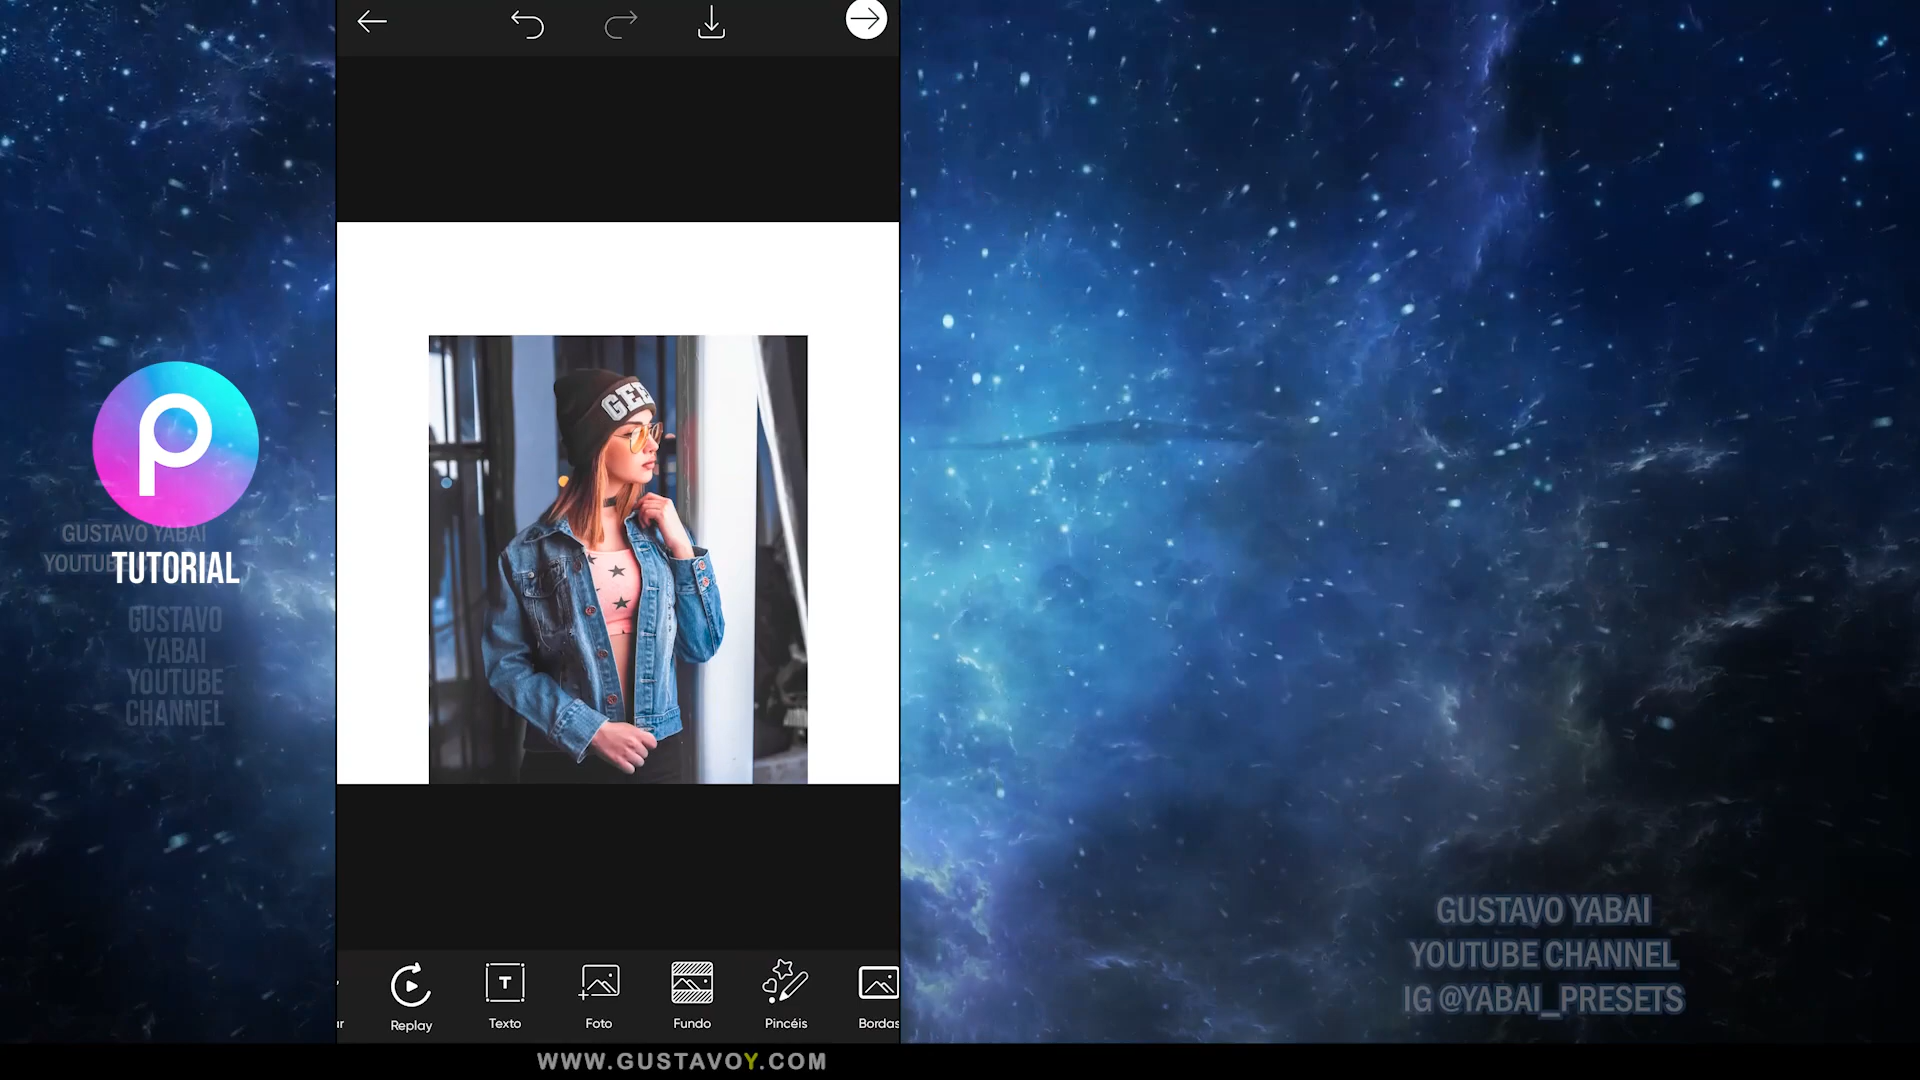 GEE
GUSTAVO YABAI
TUTORIAL
GUSTAVO
YABAI
YOUTUBE
CHANNEL
Replay
T
Texto
Foto
Fundo
Pincéis
Bordas
GUSTAVO YABAI
YOUTUBE CHANNEL
IG @YABAI_PRESETS
WWW.GUSTAVOY.COM